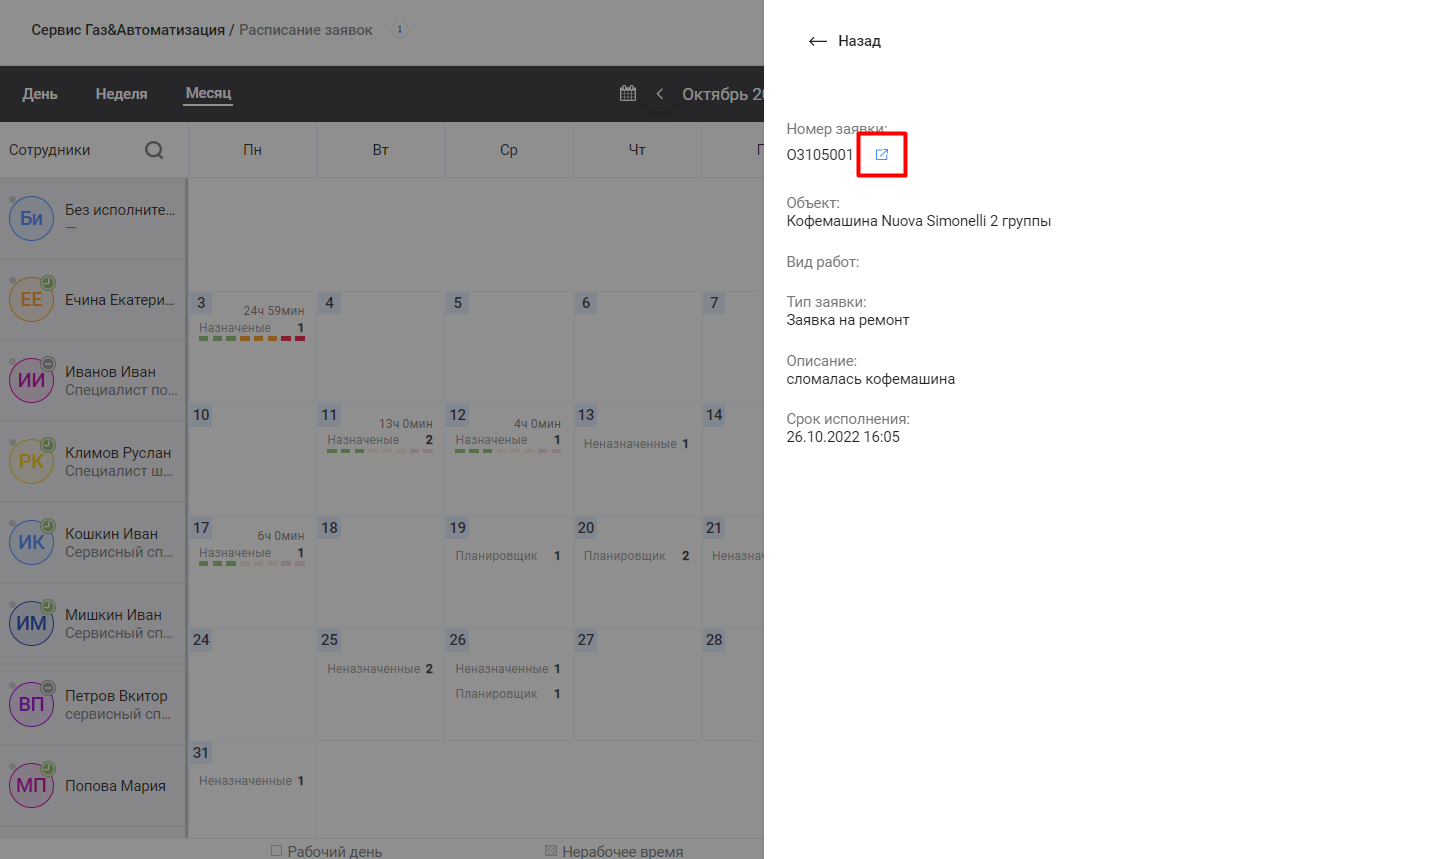 Сервис Газ&Автоматизация / Расписание заявок
День Неделя Месяц Октябрь
Сотрудники Пн Вт Ср Чт
Би Без исполните...
—
ЕЕ Ечина Екатери...
ИИ Иванов Иван
Специалист по...
РК Климов Руслан
Специалист ш...
ИК Кошкин Иван
Сервисный сп...
ИМ Мишкин Иван
Сервисный сп...
ВП Петров Вкитор
сервисный сп...
МП Попова Мария
3 4 5 6 7
24ч 59мин
Назначеные 1
10 11 12 13 14
13ч 0мин 4ч 0мин
Назначеные 2 Назначеные 1 Неназначенные 1
17 18 19 20 21
6ч 0мин
Назначеные 1 Планировщик 1 Планировщик 2 Неназнач
24 25 26 27 28
Неназначенные 2 Неназначенные 1
Планировщик 1
31
Неназначенные 1
Рабочий день Нерабочее время
Назад
Номер заявки:
О3105001
Объект:
Кофемашина Nuova Simonelli 2 группы
Вид работ:
Тип заявки:
Заявка на ремонт
Описание:
сломалась кофемашина
Срок исполнения:
26.10.2022 16:05